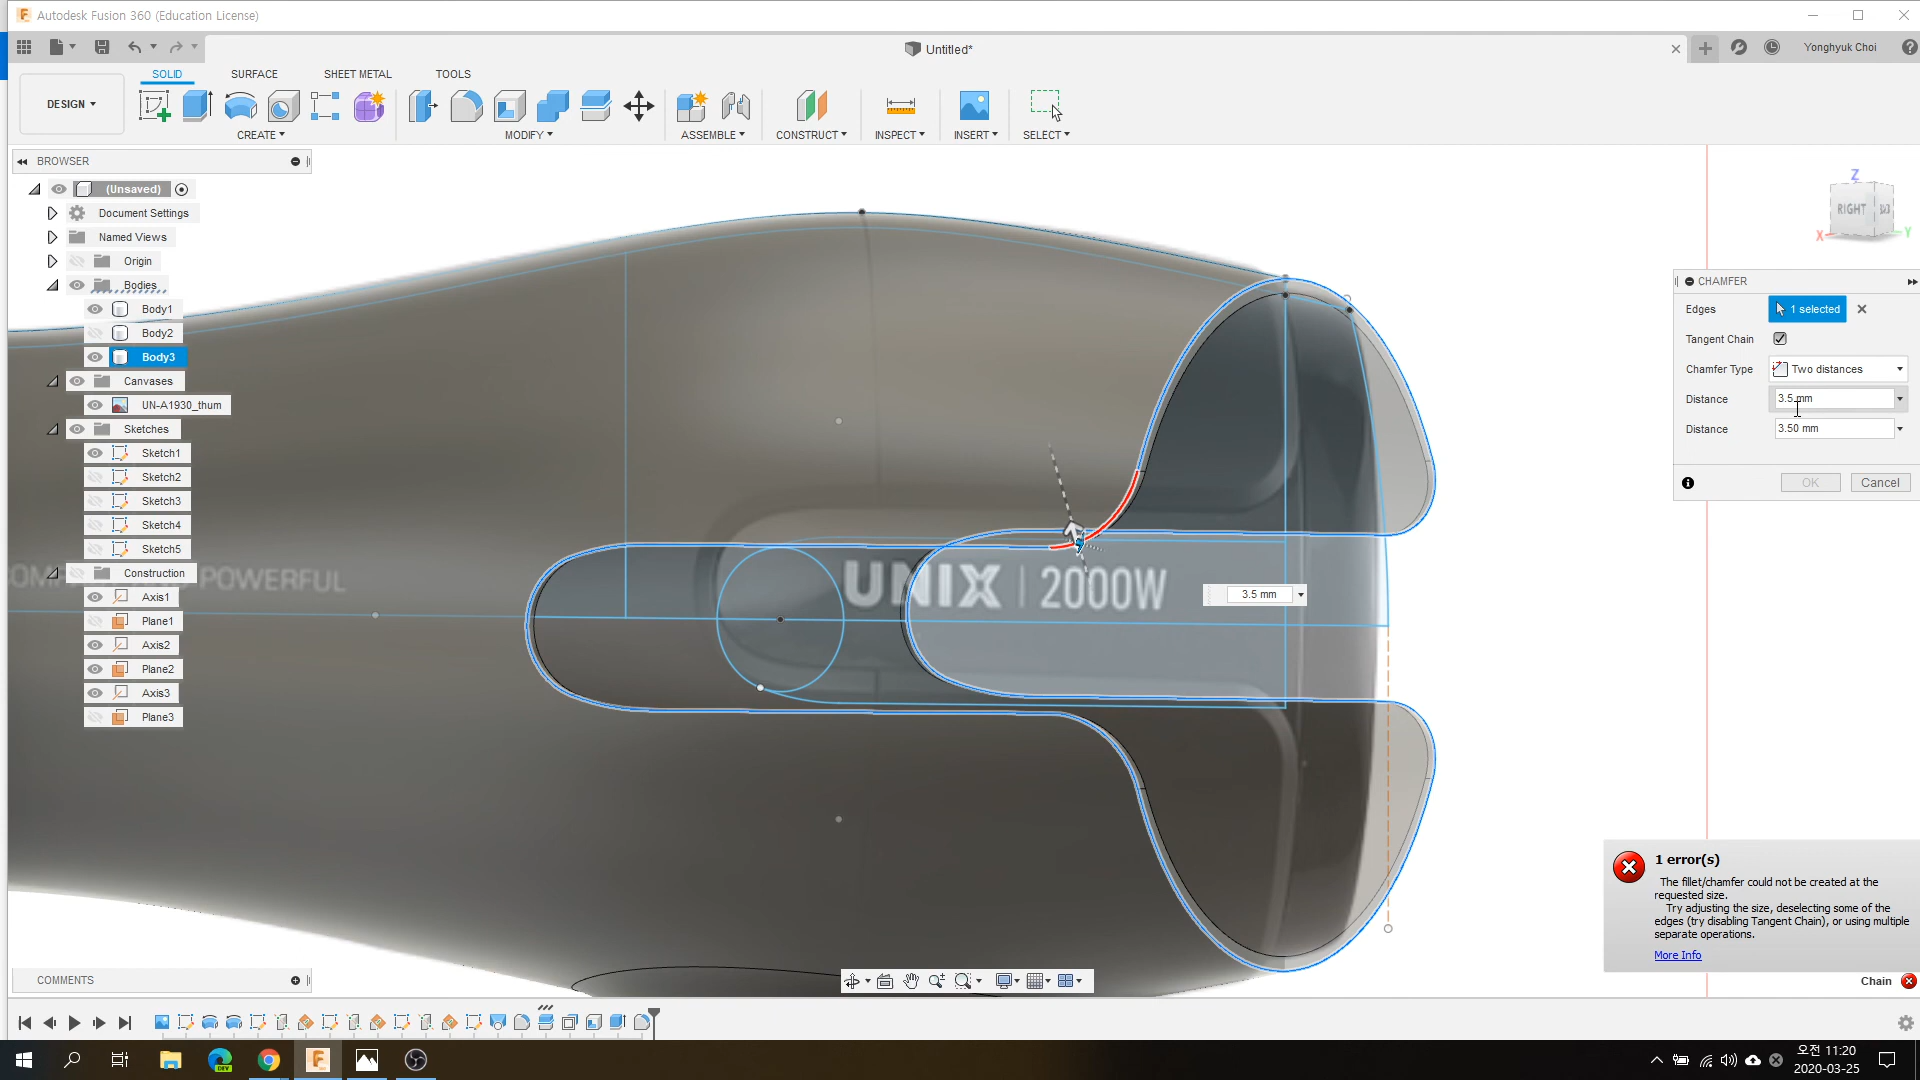 Autodesk Fusion 360 (Education License)
Untitled*
Yonghyuk Choi
SOLID
SURFACE
SHEET METAL
TOOLS
DESIGN
CREATE
MODIFY
ASSEMBLE
CONSTRUCT
INSPECT
INSERT
SELECT
BROWSER
(Unsaved)
Document Settings
Named Views
Origin
Bodies
Body1
Body2
Body3
Canvases
UN-A1930_thum
Sketches
Sketch1
Sketch2
Sketch3
Sketch4
Sketch5
Construction
Axis1
Plane1
Axis2
Plane2
Axis3
Plane3
POWERFUL
UNIX | 2000W
3.5 mm
Z
RIGHT
X
Y
CHAMFER
Edges
1 selected
Tangent Chain
Chamfer Type
Two distances
Distance
3.5 mm
Distance
3.50 mm
OK
Cancel
1 error(s)
The fillet/chamfer could not be created at the
requested size.
Try adjusting the size, deselecting some of the
edges (try disabling Tangent Chain), or using multiple
separate operations.
More Info
Chain
COMMENTS
DEV
오전 11:20
2020-03-25